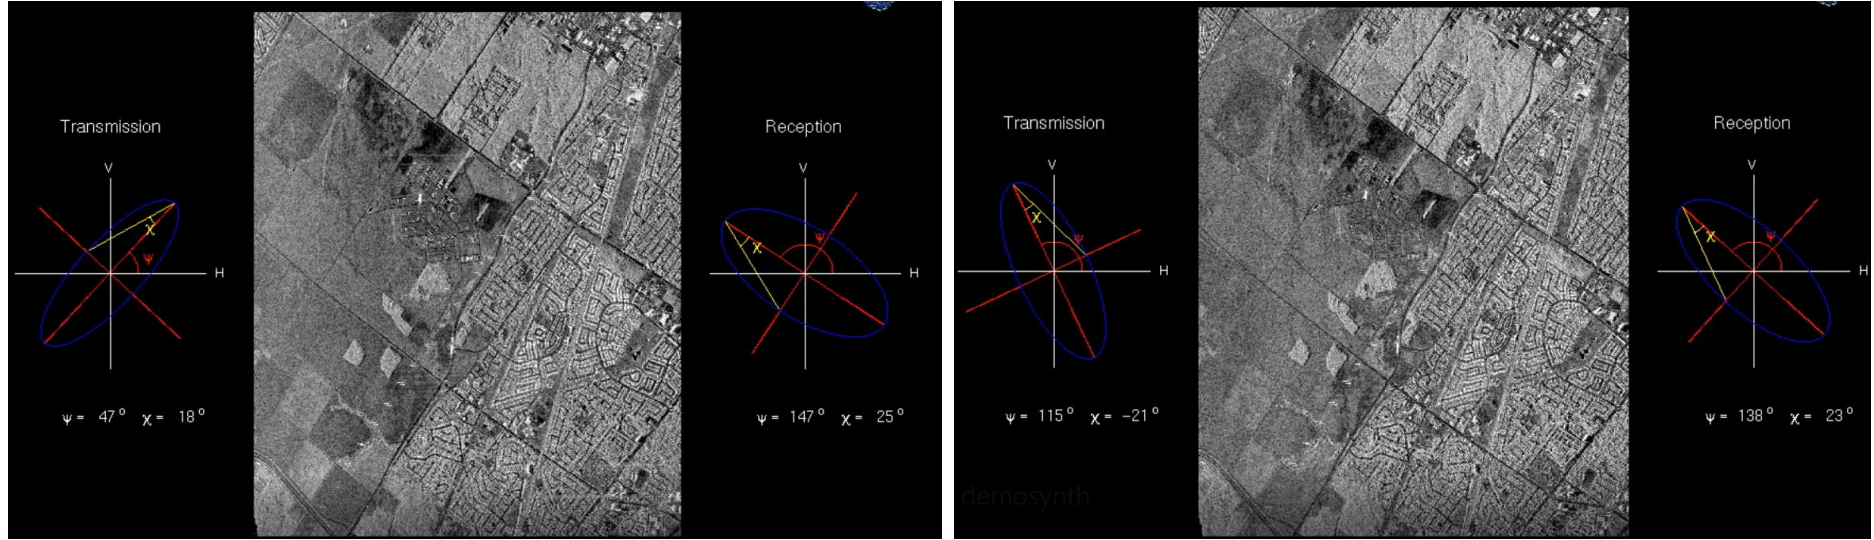 Transmission
V
H
χ
ψ
ψ = 47° χ = 18°
Reception
V
H
χ
ψ
ψ = 147° χ = 25°
Transmission
V
H
χ
ψ
ψ = 115° χ = -21°
demosynth
Reception
V
H
χ
ψ
ψ = 138° χ = 23°